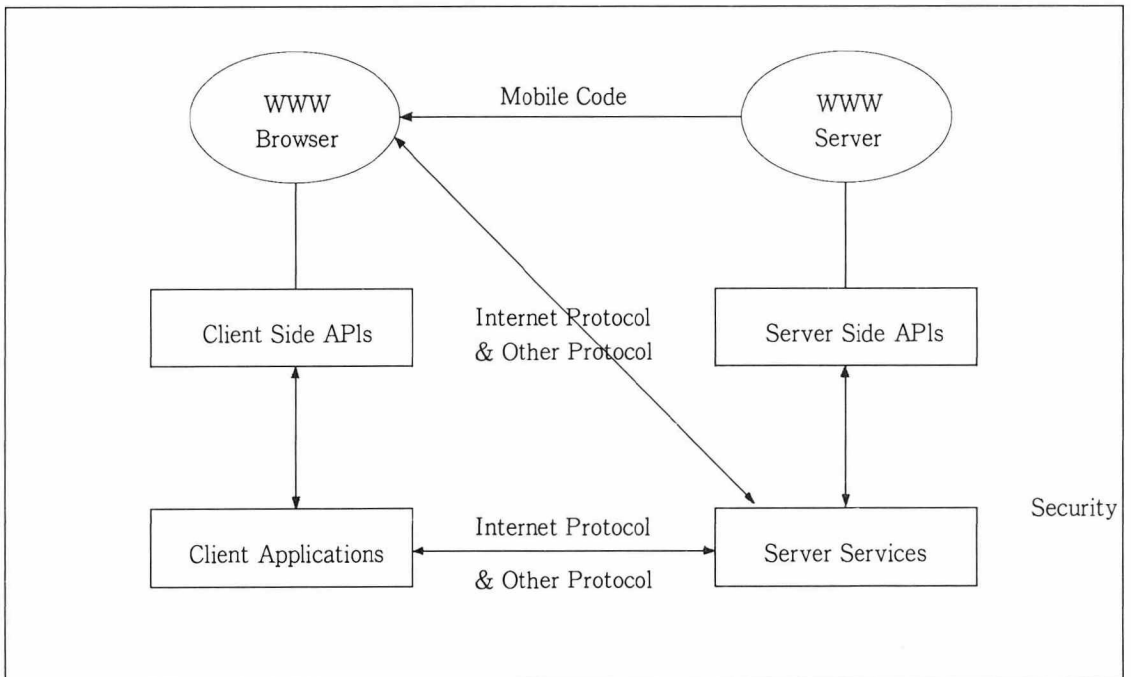 WWW
Browser
Mobile Code
WWW
Server
Client Side APIs
Internet Protocol
& Other Protocol
Server Side APIs
Security
Client Applications
Internet Protocol
& Other Protocol
Server Services